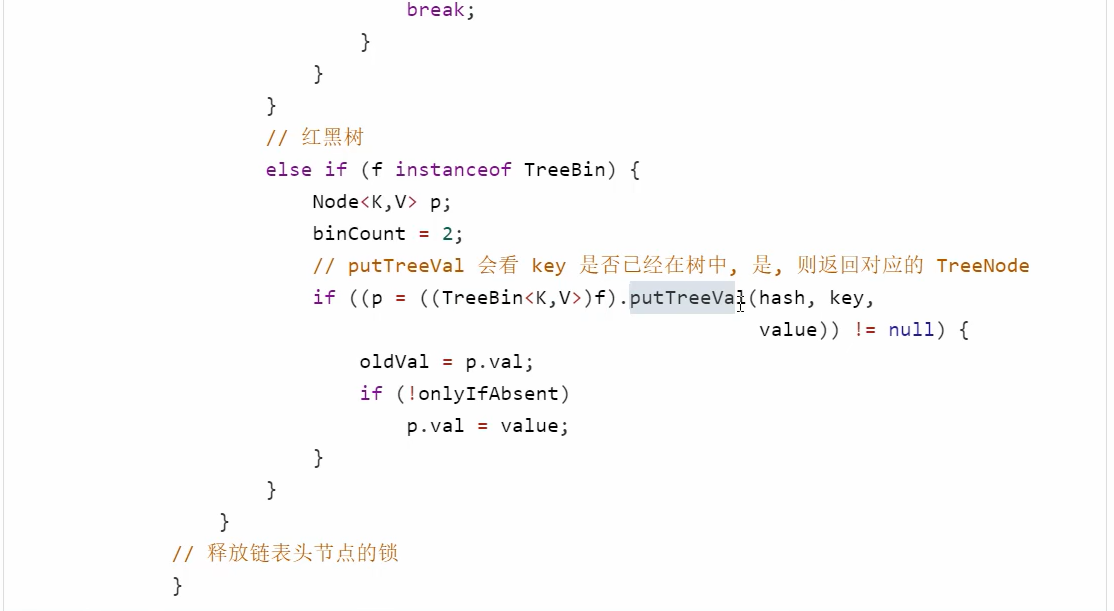 break;
}
}
}
// 红黑树
else if (f instanceof TreeBin) {
Node<K,V> p;
binCount = 2;
// putTreeVal 会看 key 是否已经在树中, 是, 则返回对应的 TreeNode
if ((p = ((TreeBin<K,V>)f).putTreeVal(hash, key,
value)) != null) {
oldVal = p.val;
if (!onlyIfAbsent)
p.val = value;
}
}
}
// 释放链表头节点的锁
}